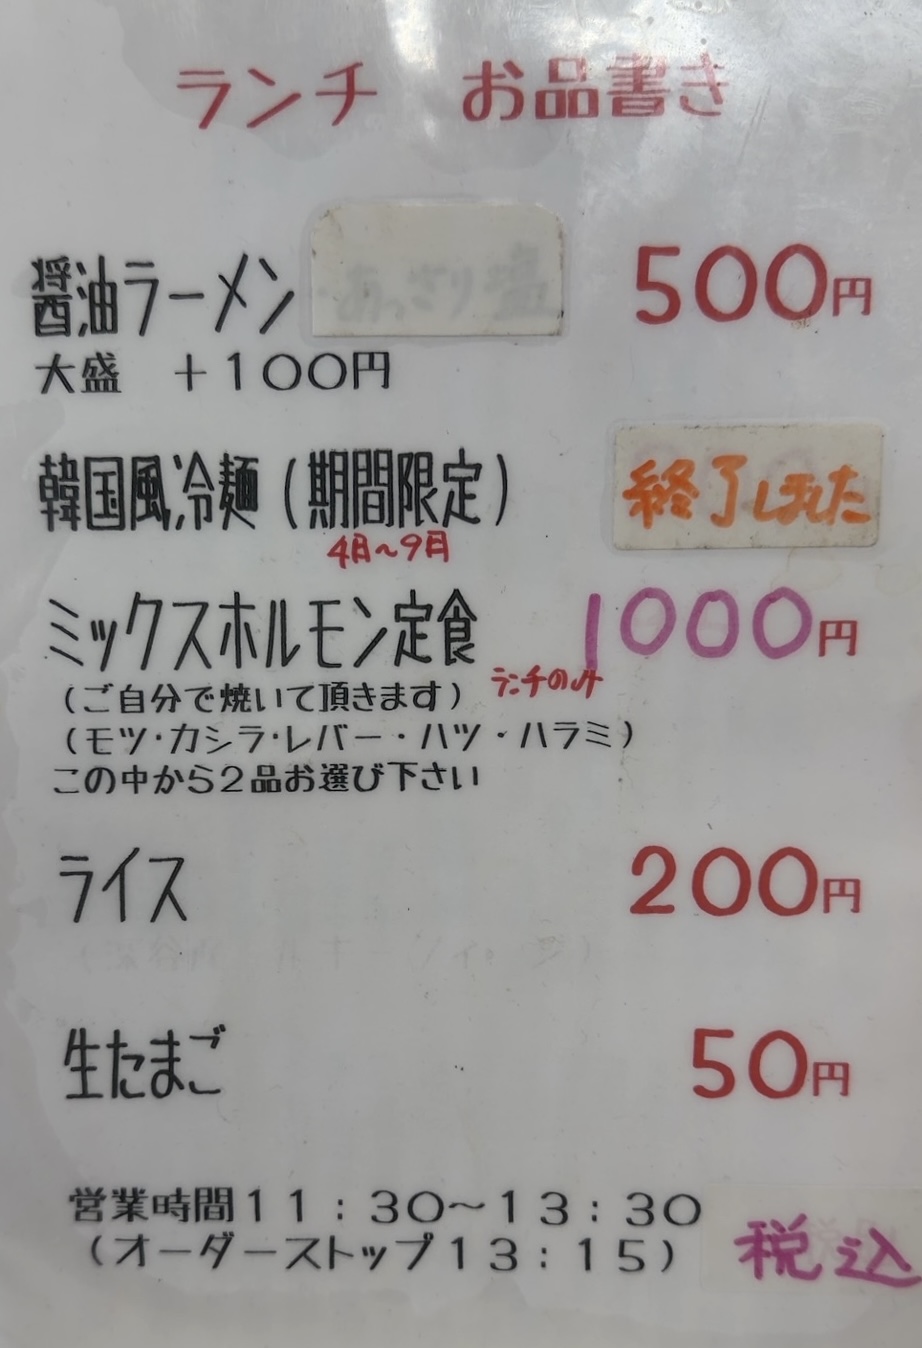 ランチ　お品書き
醤油ラーメン 500円
大盛　＋１００円
韓国風冷麺（期間限定） 終了しました
4月～9月
ミックスホルモン定食 1000円
ランチのみ
（ご自分で焼いて頂きます）
（モツ・カシラ・レバー・ハツ・ハラミ）
この中から２品お選び下さい
ライス 200円
生たまご 50円
営業時間１１：３０～１３：３０
（オーダーストップ１３：１５）
税込